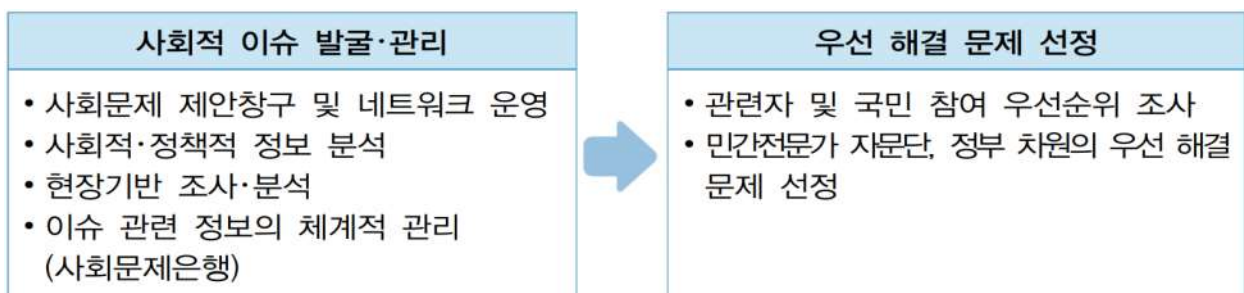 사회적 이슈 발굴·관리
• 사회문제 제안창구 및 네트워크 운영
• 사회적·정책적 정보 분석
• 현장기반 조사·분석
• 이슈 관련 정보의 체계적 관리
(사회문제은행)
우선 해결 문제 선정
• 관련자 및 국민 참여 우선순위 조사
• 민간전문가 자문단, 정부 차원의 우선 해결
문제 선정